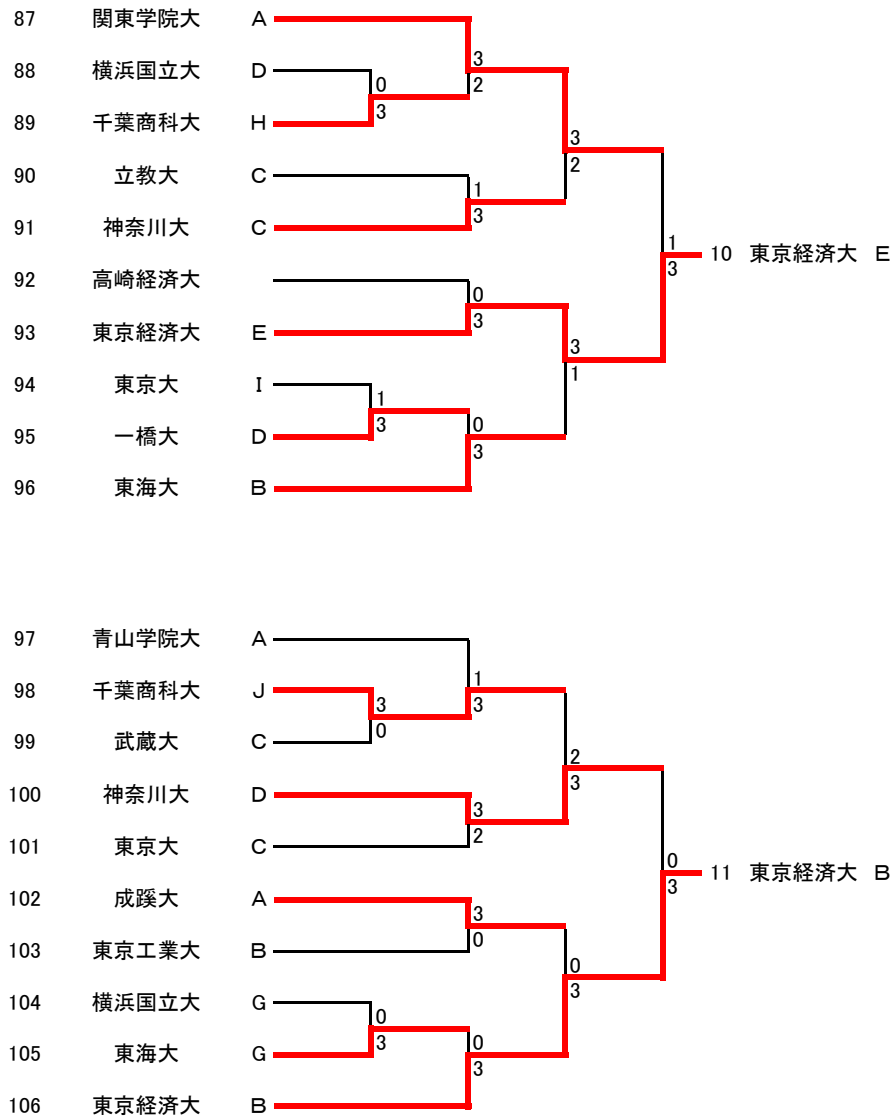 87 関東学院大 A
3
88 横浜国立大 D
0 2
89 千葉商科大 H
3
3
90 立教大 C
1 2
91 神奈川大 C
3
1
10 東京経済大 E
3
92 高崎経済大
0
93 東京経済大 E
3
3
94 東京大 I
1
1
95 一橋大 D
3 0
3
96 東海大 B
97 青山学院大 A
1
98 千葉商科大 J
3 3
99 武蔵大 C
0
2
100 神奈川大 D
3
3
101 東京大 C
2
0
11 東京経済大 B
3
102 成蹊大 A
3
103 東京工業大 B
0
0
104 横浜国立大 G
3
0
105 東海大 G
3 0
3
106 東京経済大 B